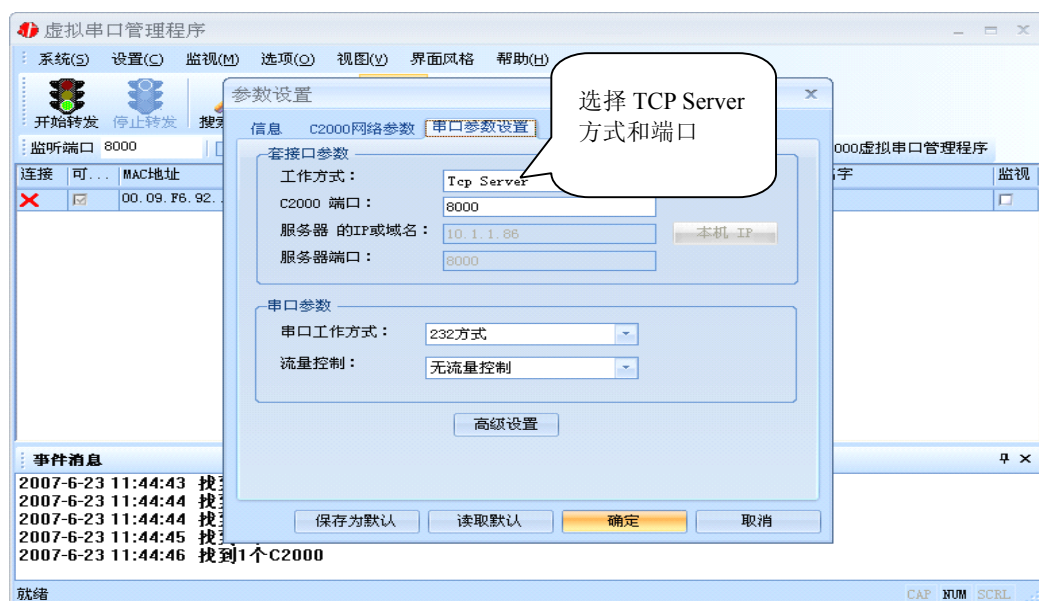 虚拟串口管理程序
系统(S) 设置(C) 监视(M) 选项(O) 视图(V) 界面风格 帮助(H)
开始转发 停止转发
监听端口 8000
000虚拟串口管理程序
连接 可... MAC地址
字 监视
00.09.F6.92.
参数设置
选择 TCP Server
方式和端口
信息 C2000网络参数 串口参数设置
套接口参数
工作方式： Tcp Server
C2000 端口： 8000
服务器 的IP或域名： 10.1.1.86 本机 IP
服务器端口： 8000
串口参数
串口工作方式： 232方式
流量控制： 无流量控制
高级设置
保存为默认 读取默认 确定 取消
事件消息
2007-6-23 11:44:43 找
2007-6-23 11:44:44 找
2007-6-23 11:44:44 找
2007-6-23 11:44:45 找
2007-6-23 11:44:46 找到1个C2000
就绪
CAP NUM SCRL